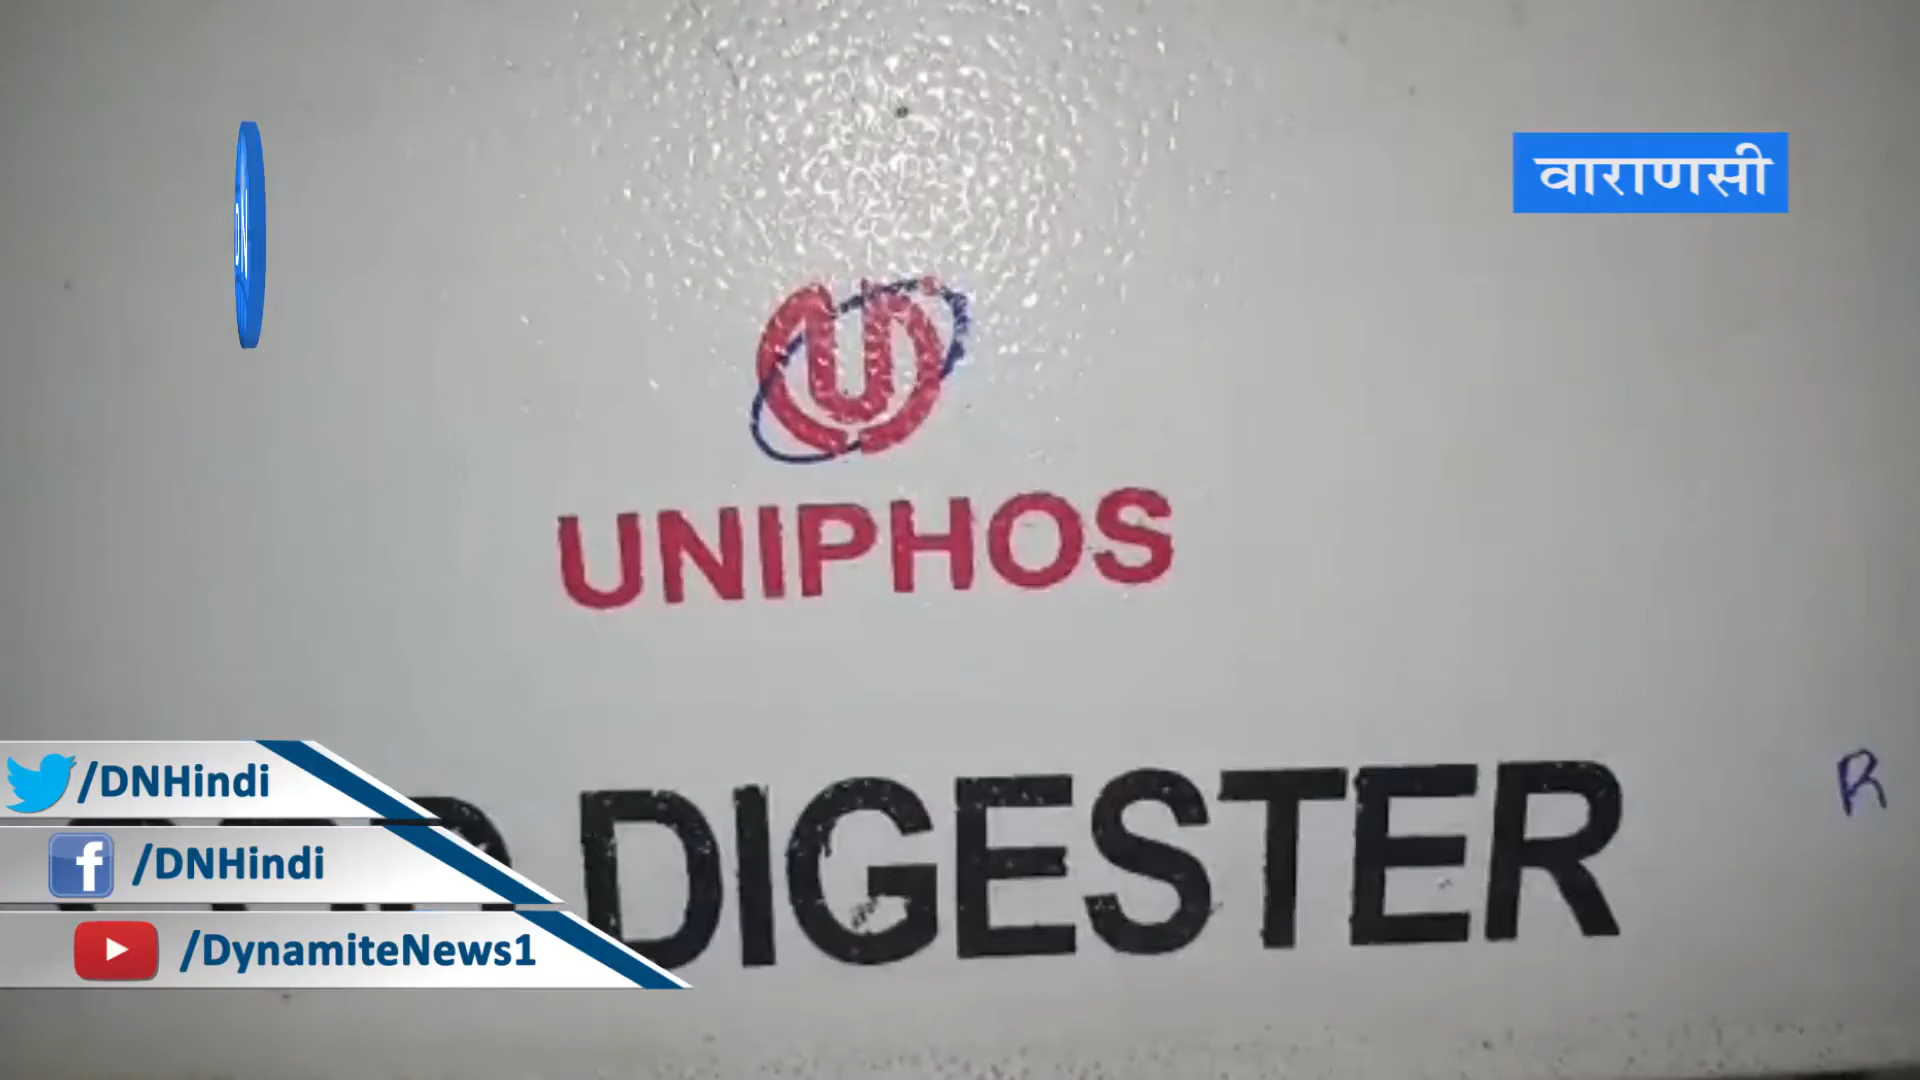 वाराणसी
UNIPHOS
DIGESTER
R
/DNHindi
/DNHindi
/DynamiteNews1